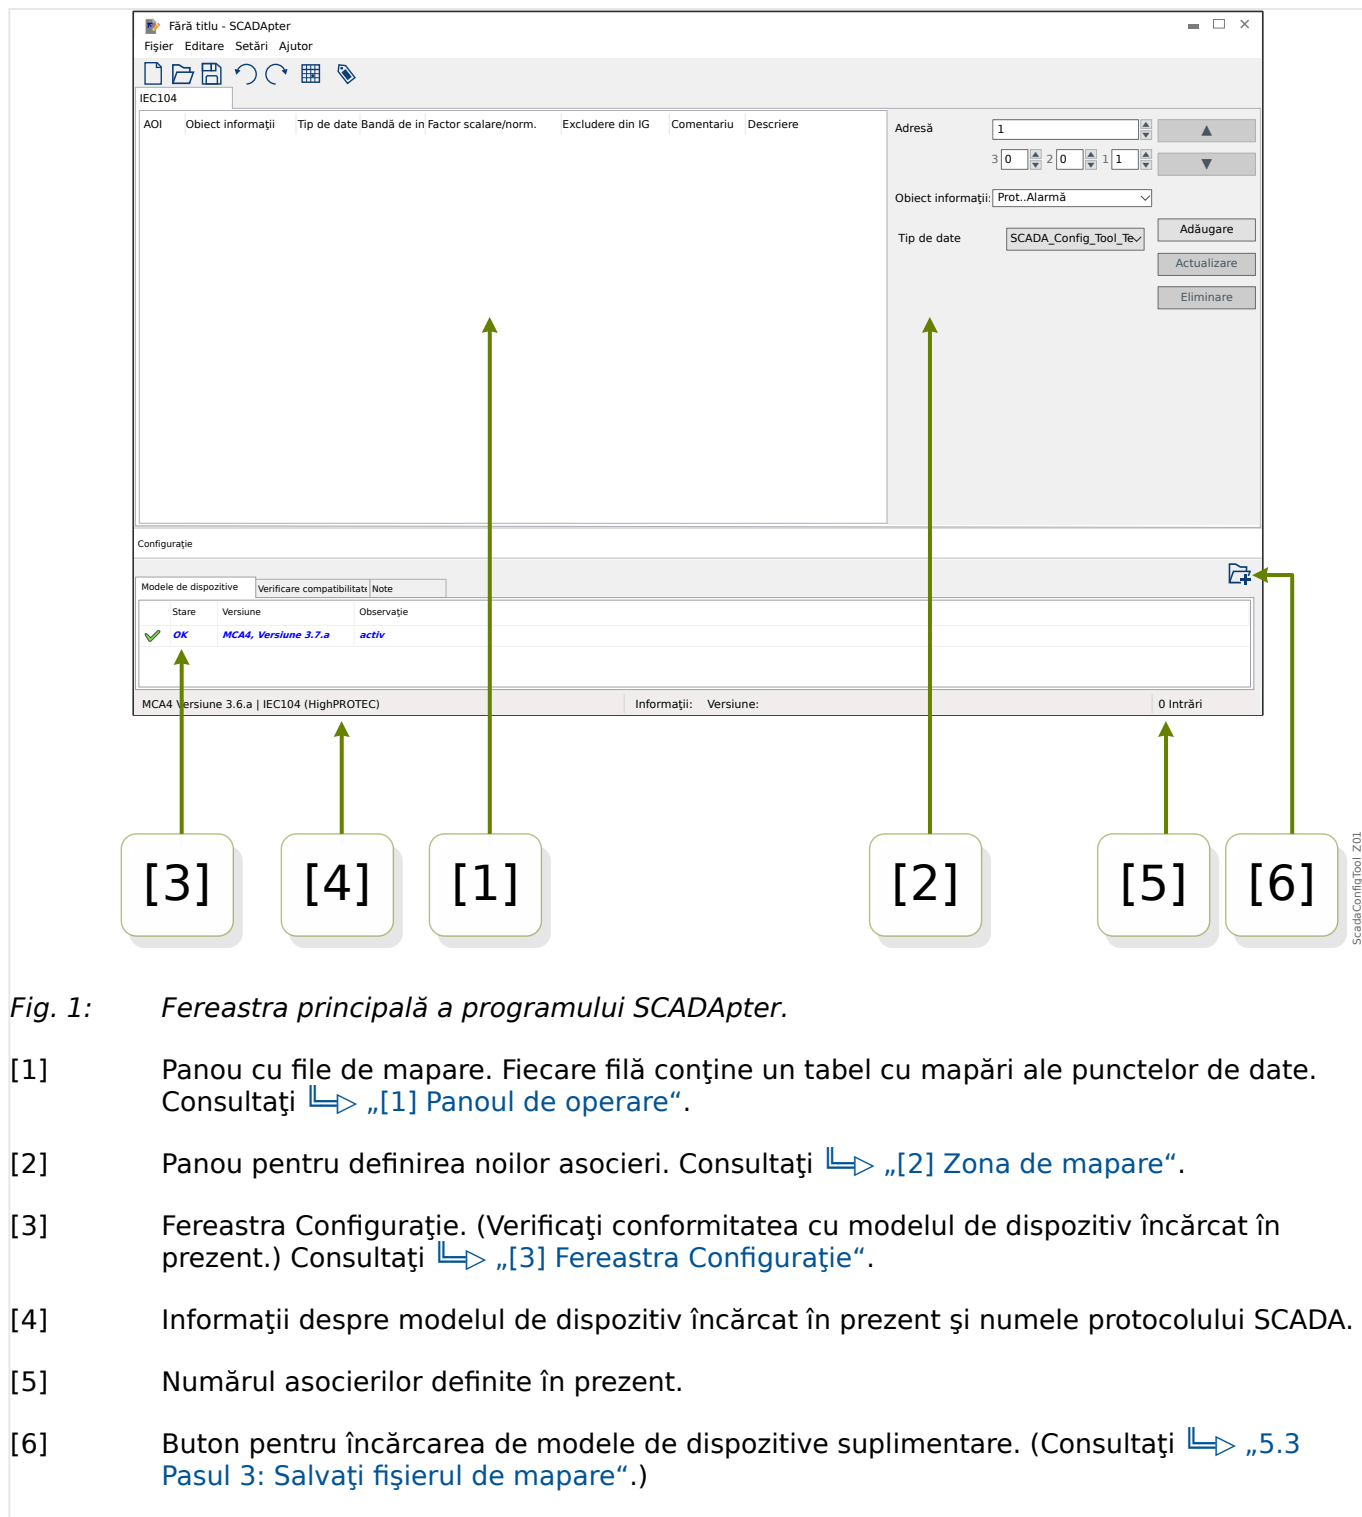 Fără titlu - SCADApter
Fişier Editare Setări Ajutor
IEC104
AOI Obiect informaţii Tip de date Bandă de in Factor scalare/norm. Excludere din IG Comentariu Descriere
Adresă 1
3 0 2 0 1 1
Obiect informaţii: Prot..Alarmă
Tip de date SCADA_Config_Tool_Te
Adăugare
Actualizare
Eliminare
Configuraţie
Modele de dispozitive Verificare compatibilitate Note
Stare Versiune Observaţie
OK MCA4, Versiune 3.7.a activ
MCA4 Versiune 3.6.a | IEC104 (HighPROTEC) Informaţii: Versiune: 0 Intrări
[3] [4] [1] [2] [5] [6]
ScadaConfigTool_Z01
Fig. 1: Fereastra principală a programului SCADApter.
[1] Panou cu file de mapare. Fiecare filă conţine un tabel cu mapări ale punctelor de date.
Consultaţi „[1] Panoul de operare“.
[2] Panou pentru definirea noilor asocieri. Consultaţi „[2] Zona de mapare“.
[3] Fereastra Configuraţie. (Verificaţi conformitatea cu modelul de dispozitiv încărcat în
prezent.) Consultaţi „[3] Fereastra Configuraţie“.
[4] Informaţii despre modelul de dispozitiv încărcat în prezent şi numele protocolului SCADA.
[5] Numărul asocierilor definite în prezent.
[6] Buton pentru încărcarea de modele de dispozitive suplimentare. (Consultaţi „5.3
Pasul 3: Salvaţi fişierul de mapare“.)